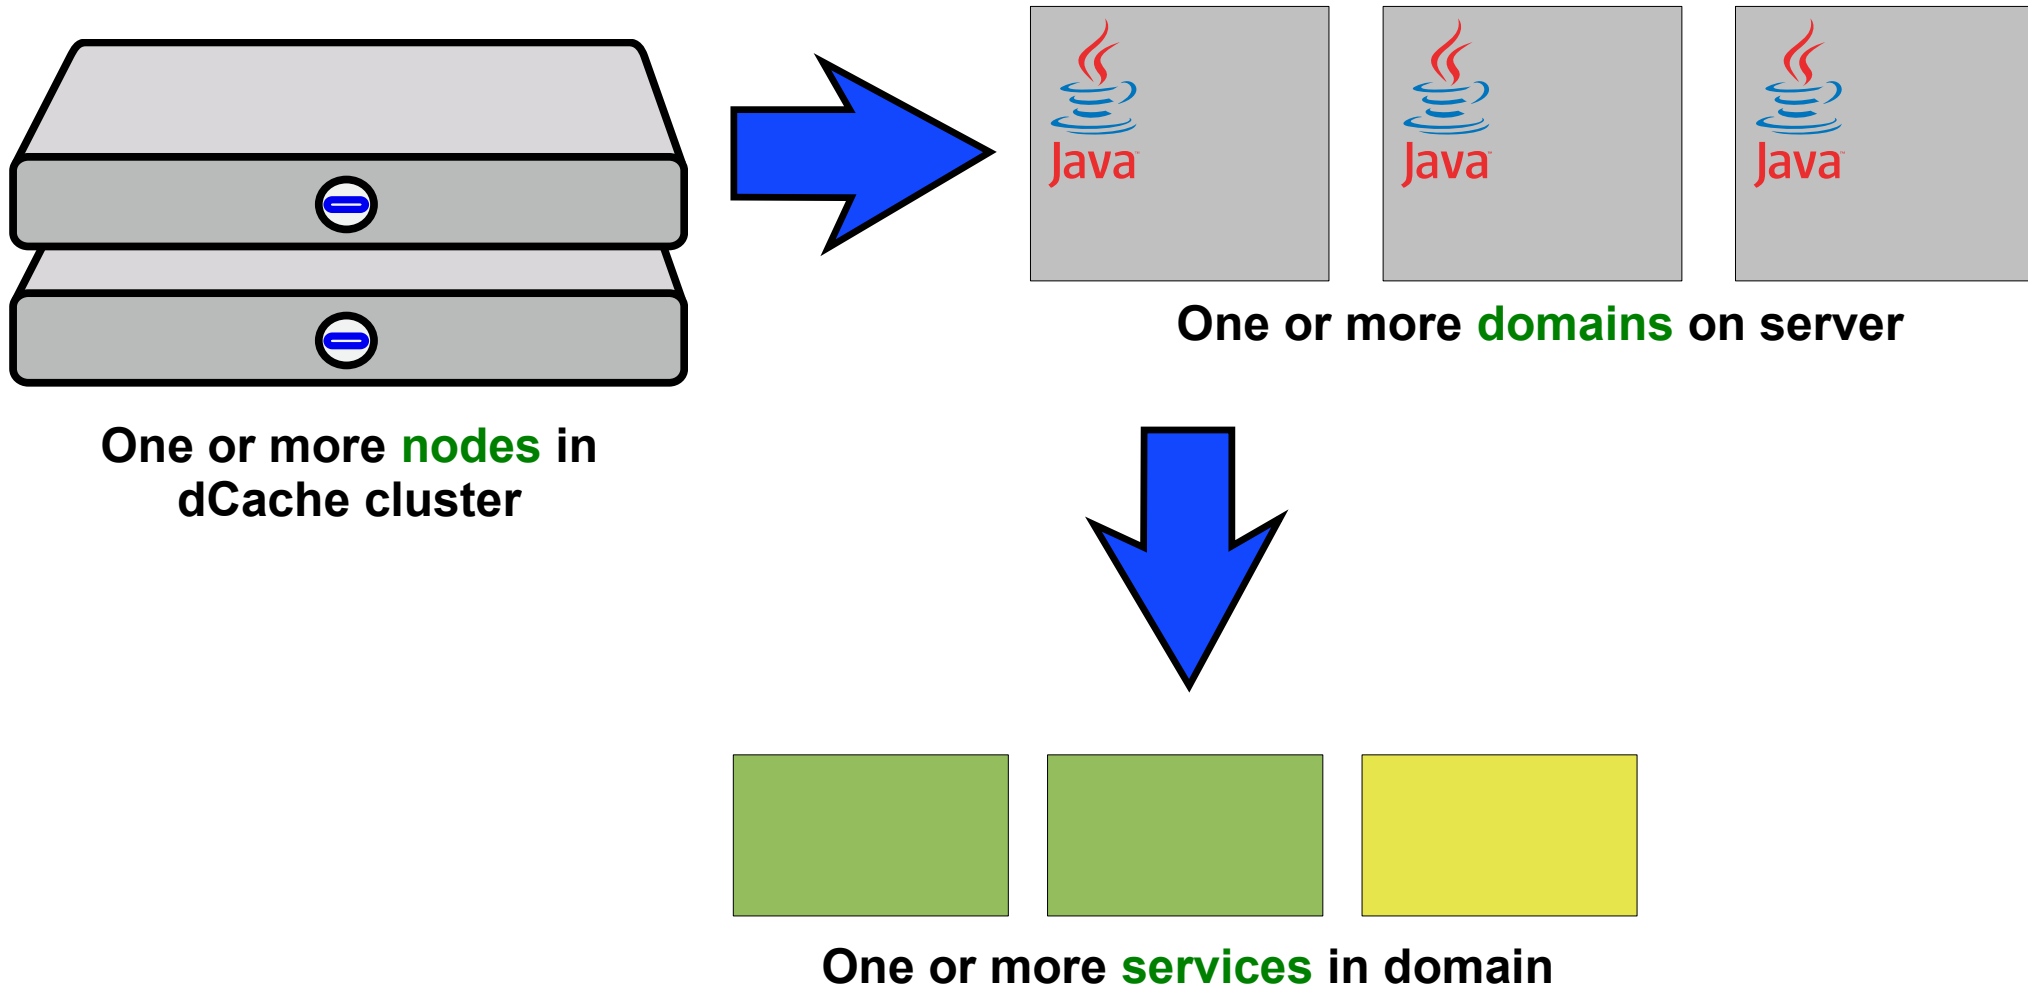 Java
Java
Java
One or more domains on server
One or more nodes in
dCache cluster
One or more services in domain